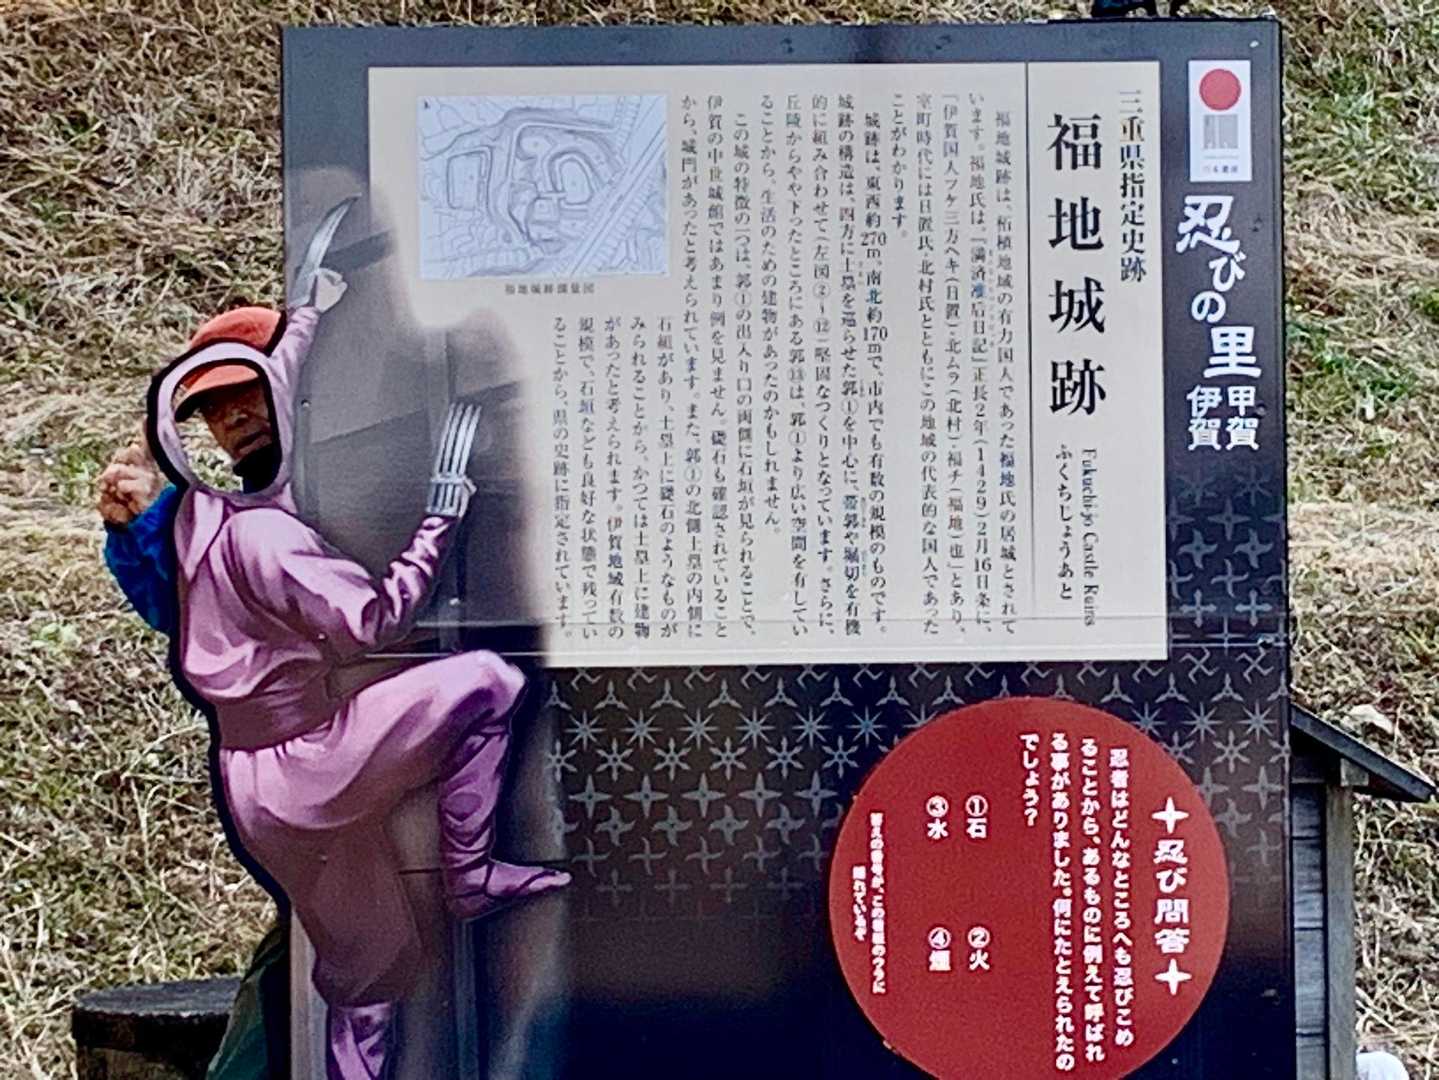 日本遺産
忍びの里
伊賀
甲賀
三重県指定史跡
福地城跡
Fukuchi-jo Castle Ruins
ふくちじょうあと
福地城跡は、柘植地域の有力国人であった福地氏の居城とされて
います。福地氏は、『満済准后日記』正長2年(1429)2月16日条に、
「伊賀国人フケ三方ヘキ(日置)・北ムラ(北村)・福チ(福地)也」とあり、
室町時代には日置氏・北村氏とともにこの地域の代表的な国人であった
ことがわかります。
城跡は、東西約270m、南北約170mで、市内でも有数の規模のものです。
城跡の構造は、四方に土塁を巡らせた郭①を中心に、帯郭や堀切を有機
的に組み合わせて(左図②～⑫)堅固なつくりとなっています。さらに、
丘陵からやや下ったところにある郭⑬は、郭①より広い空間を有してい
ることから、生活のための建物があったのかもしれません。
この城の特徴の一つは、郭①の出入り口の両側に石垣が見られることで、
伊賀の中世城館ではあまり例を見ません。礎石も確認されていること
から、城門があったと考えられています。また、郭①の北側土塁の内側に
石組があり、土塁上に礎石のようなものが
みられることから、かつては土塁上に建物
があったと考えられます。伊賀地域有数の
規模で、石垣なども良好な状態で残ってい
ることから、県の史跡に指定されています。
福地城跡測量図
忍び問答
忍者はどんなところへも忍びこめ
ることから、あるものに例えて呼ばれ
る事がありました。何にたとえられたの
でしょう?
①石
②火
③水
④煙
答えの番号が、この看板のウラに
隠れているぞ